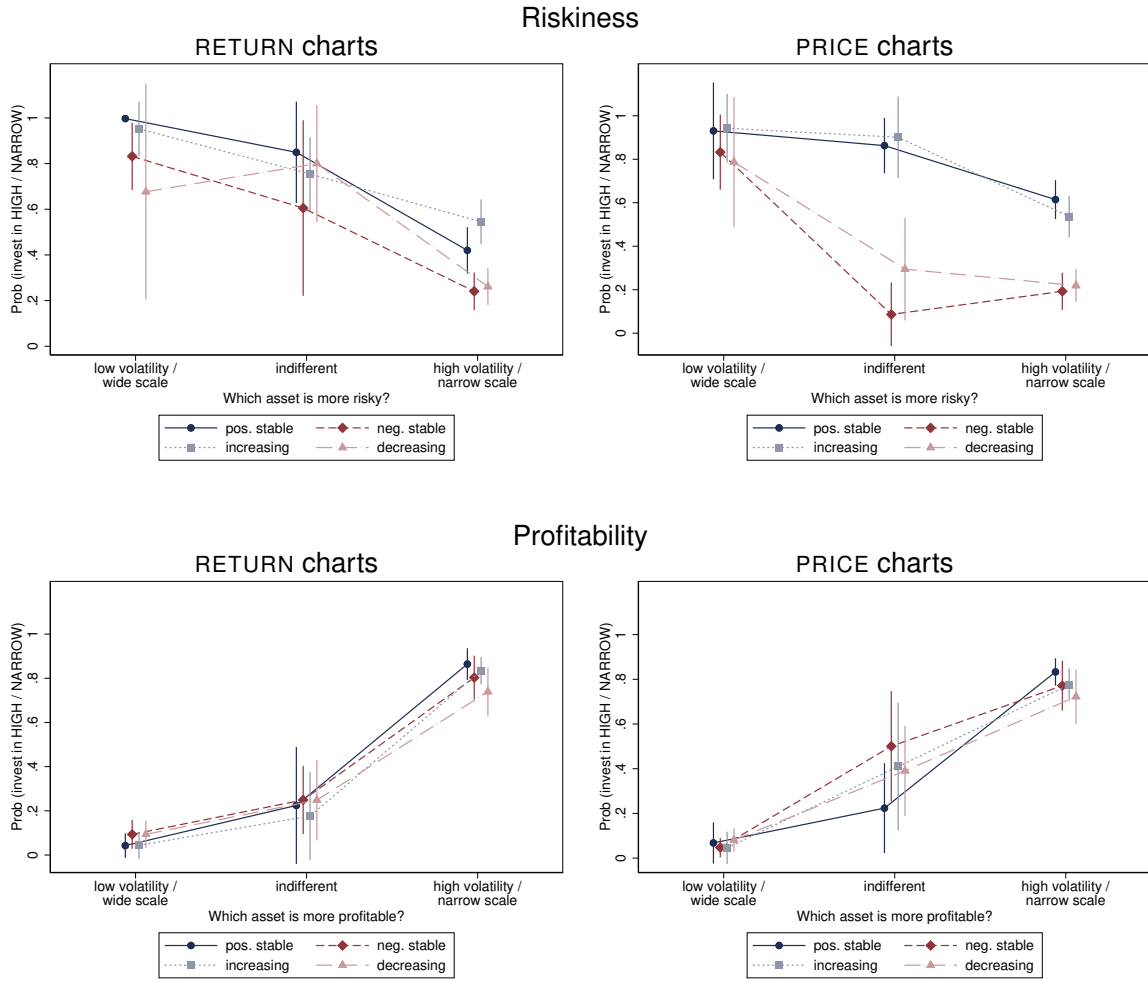 Riskiness
RETURN charts
PRICE charts
Prob (invest in HIGH / NARROW)
0 .2 .4 .6 .8 1
low volatility / wide scale
indifferent
high volatility / narrow scale
Which asset is more risky?
pos. stable
neg. stable
increasing
decreasing
Prob (invest in HIGH / NARROW)
0 .2 .4 .6 .8 1
low volatility / wide scale
indifferent
high volatility / narrow scale
Which asset is more risky?
pos. stable
neg. stable
increasing
decreasing
Profitability
RETURN charts
PRICE charts
Prob (invest in HIGH / NARROW)
0 .2 .4 .6 .8 1
low volatility / wide scale
indifferent
high volatility / narrow scale
Which asset is more profitable?
pos. stable
neg. stable
increasing
decreasing
Prob (invest in HIGH / NARROW)
0 .2 .4 .6 .8 1
low volatility / wide scale
indifferent
high volatility / narrow scale
Which asset is more profitable?
pos. stable
neg. stable
increasing
decreasing